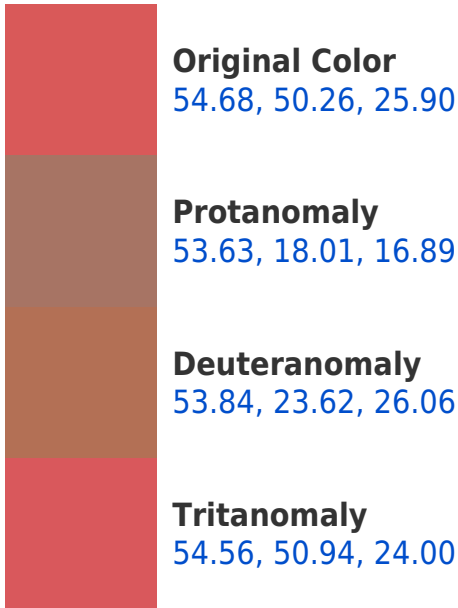 Original Color
54.68, 50.26, 25.90
Protanomaly
53.63, 18.01, 16.89
Deuteranomaly
53.84, 23.62, 26.06
Tritanomaly
54.56, 50.94, 24.00